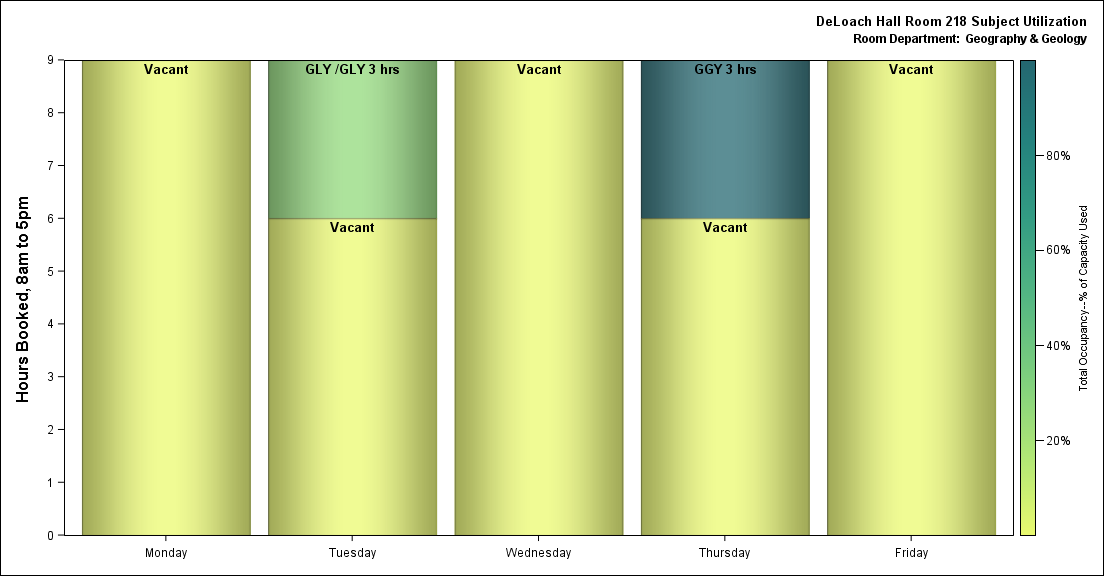 DeLoach Hall Room 218 Subject Utilization
Room Department: Geography & Geology
Hours Booked, 8am to 5pm
9
8
7
6
5
4
3
2
1
0
Vacant
GLY /GLY 3 hrs
Vacant
GGY 3 hrs
Vacant
Vacant
Vacant
Monday
Tuesday
Wednesday
Thursday
Friday
80%
60%
40%
20%
Total Occupancy--% of Capacity Used